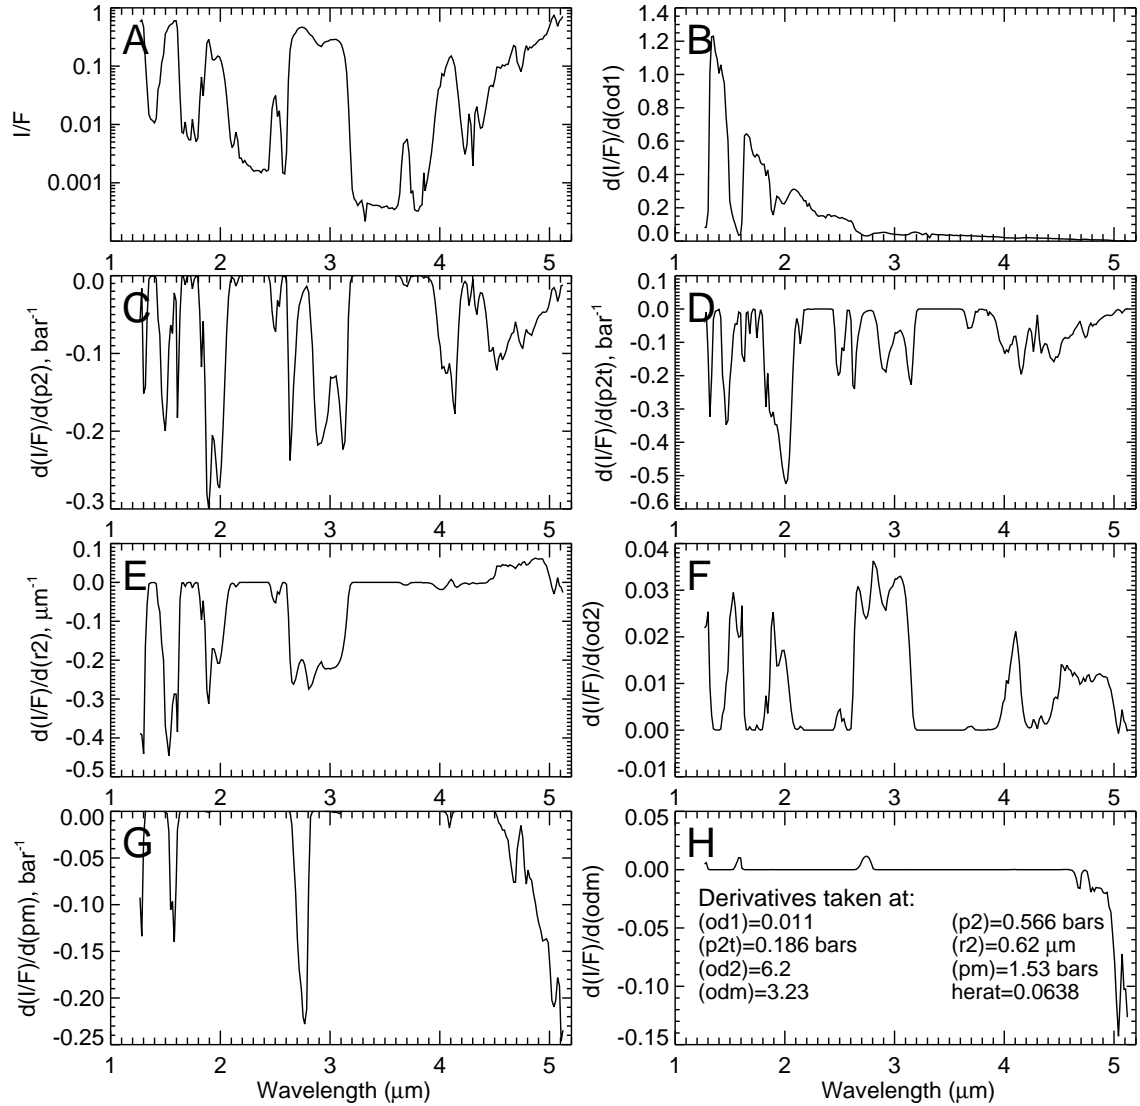 1
0.1
0.01
0.001
I/F
A
1 2 3 4 5
1.4
1.2
1.0
0.8
0.6
0.4
0.2
0.0
d(I/F)/d(od1)
B
1 2 3 4 5
0.0
-0.1
-0.2
-0.3
d(I/F)/d(p2), bar-1
C
1 2 3 4 5
0.1
0.0
-0.1
-0.2
-0.3
-0.4
-0.5
-0.6
d(I/F)/d(p2t), bar-1
D
1 2 3 4 5
0.1
0.0
-0.1
-0.2
-0.3
-0.4
-0.5
d(I/F)/d(r2), μm-1
E
1 2 3 4 5
0.04
0.03
0.02
0.01
0.00
-0.01
d(I/F)/d(od2)
F
1 2 3 4 5
0.00
-0.05
-0.10
-0.15
-0.20
-0.25
d(I/F)/d(pm), bar-1
G
1 2 3 4 5
Wavelength (μm)
0.05
0.00
-0.05
-0.10
-0.15
d(I/F)/d(odm)
H
Derivatives taken at:
(od1)=0.011 (p2)=0.566 bars
(p2t)=0.186 bars (r2)=0.62 μm
(od2)=6.2 (pm)=1.53 bars
(odm)=3.23 herat=0.0638
1 2 3 4 5
Wavelength (μm)